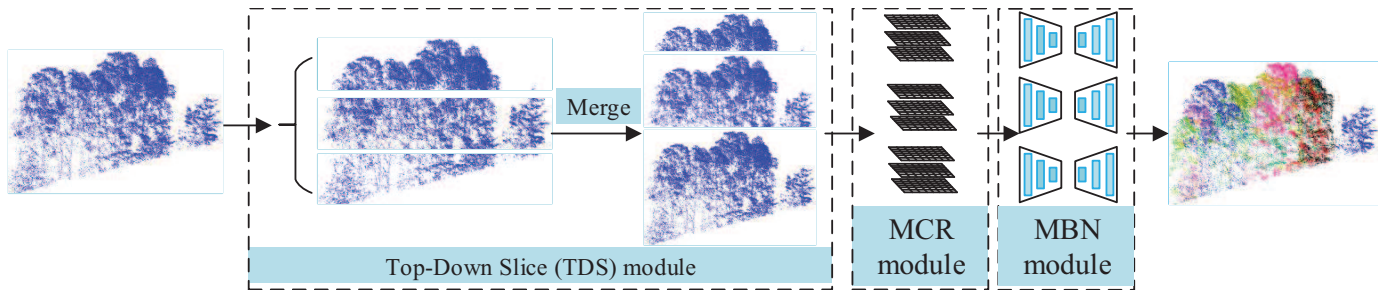 Merge
Top-Down Slice (TDS) module
MCR
module
MBN
module